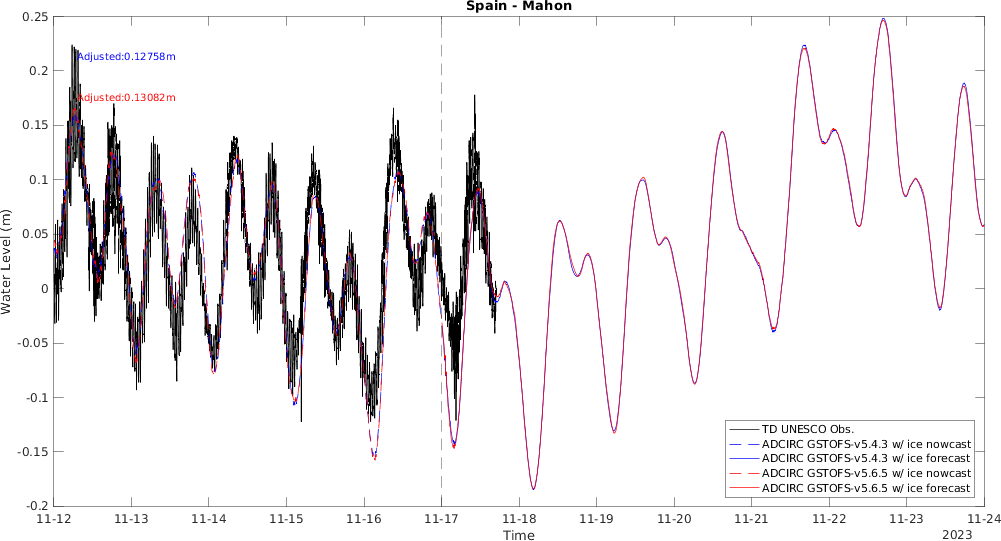 Spain - Mahon
Water Level (m)
0.25
0.2
0.15
0.1
0.05
0
-0.05
-0.1
-0.15
-0.2
Adjusted:0.12758m
Adjusted:0.13082m
TD UNESCO Obs.
ADCIRC GSTOFS-v5.4.3 w/ ice nowcast
ADCIRC GSTOFS-v5.4.3 w/ ice forecast
ADCIRC GSTOFS-v5.6.5 w/ ice nowcast
ADCIRC GSTOFS-v5.6.5 w/ ice forecast
11-12 11-13 11-14 11-15 11-16 11-17 11-18 11-19 11-20 11-21 11-22 11-23 11-24
Time
2023